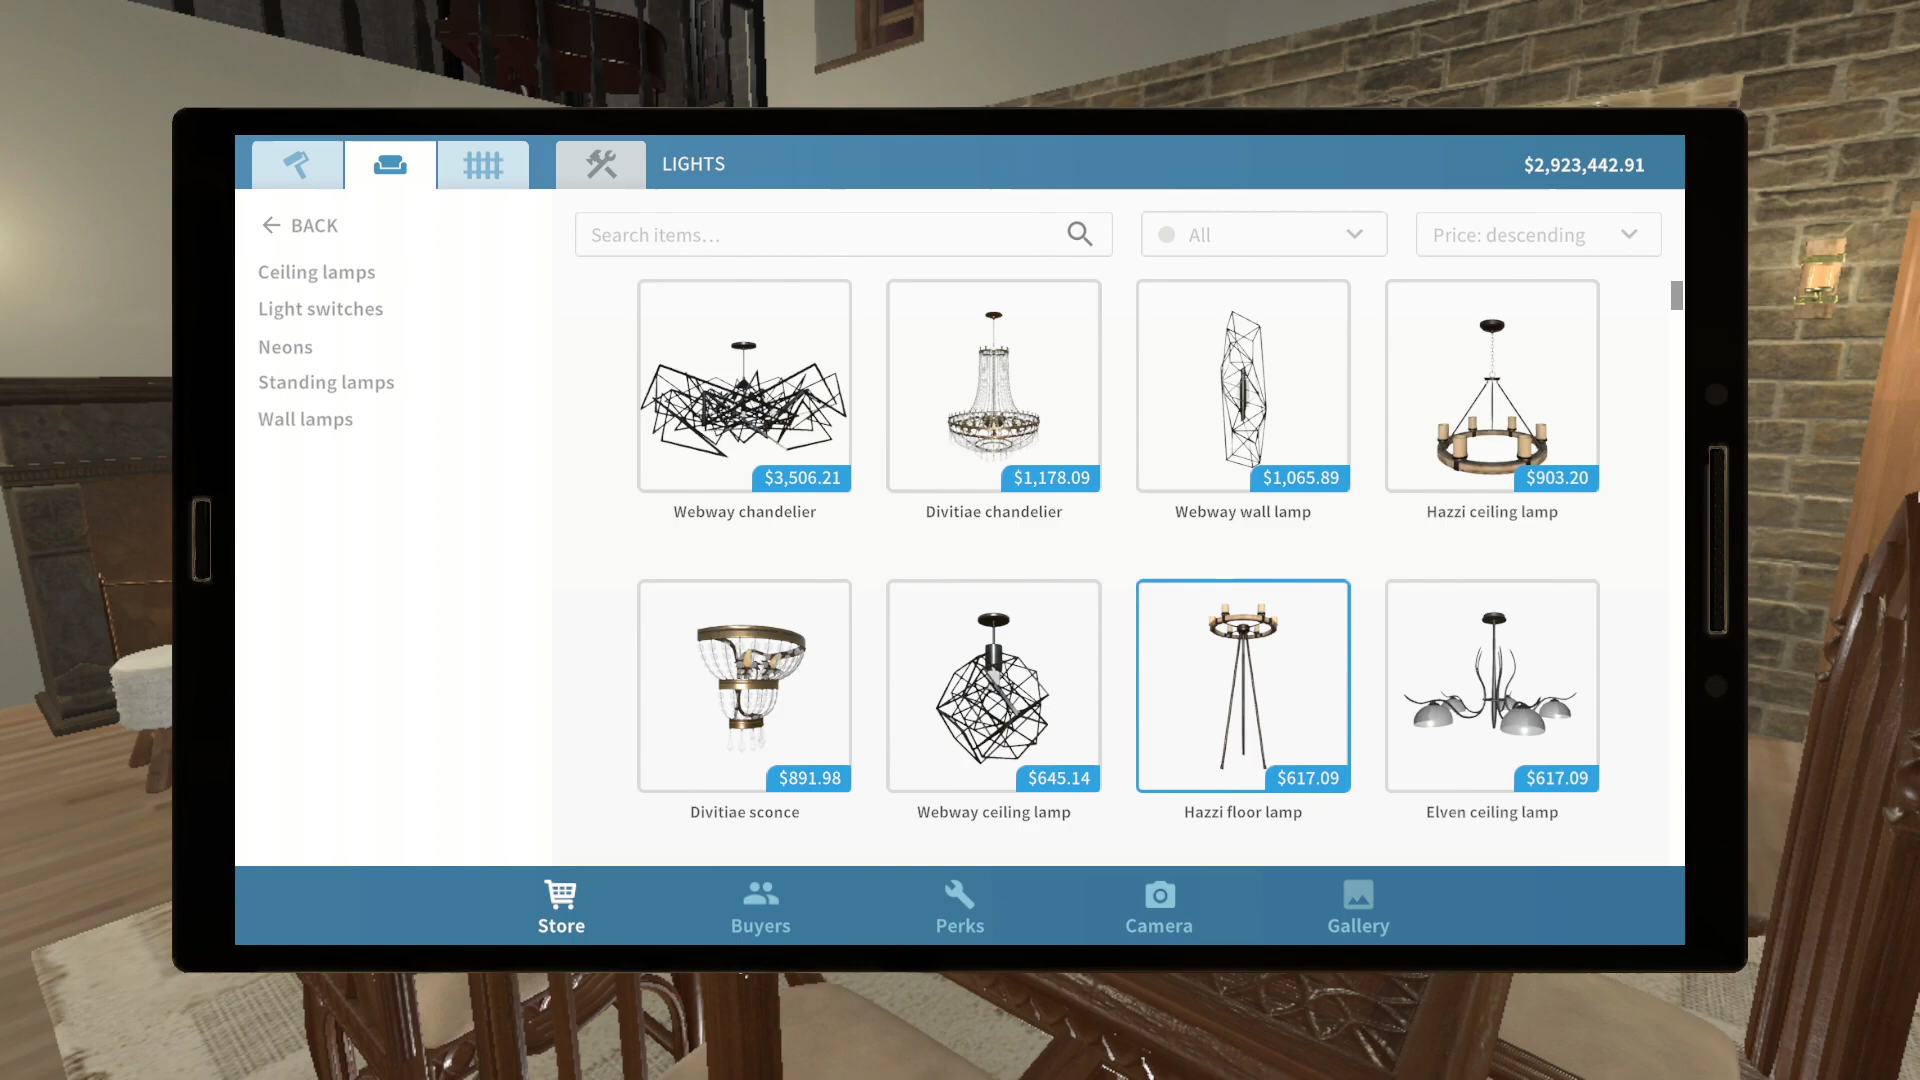 LIGHTS
$2,923,442.91
BACK
Search items...
All
Price: descending
Ceiling lamps
Light switches
Neons
Standing lamps
Wall lamps
$3,506.21
$1,178.09
$1,065.89
$903.20
Webway chandelier
Divitiae chandelier
Webway wall lamp
Hazzi ceiling lamp
$891.98
$645.14
$617.09
$617.09
Divitiae sconce
Webway ceiling lamp
Hazzi floor lamp
Elven ceiling lamp
Store
Buyers
Perks
Camera
Gallery